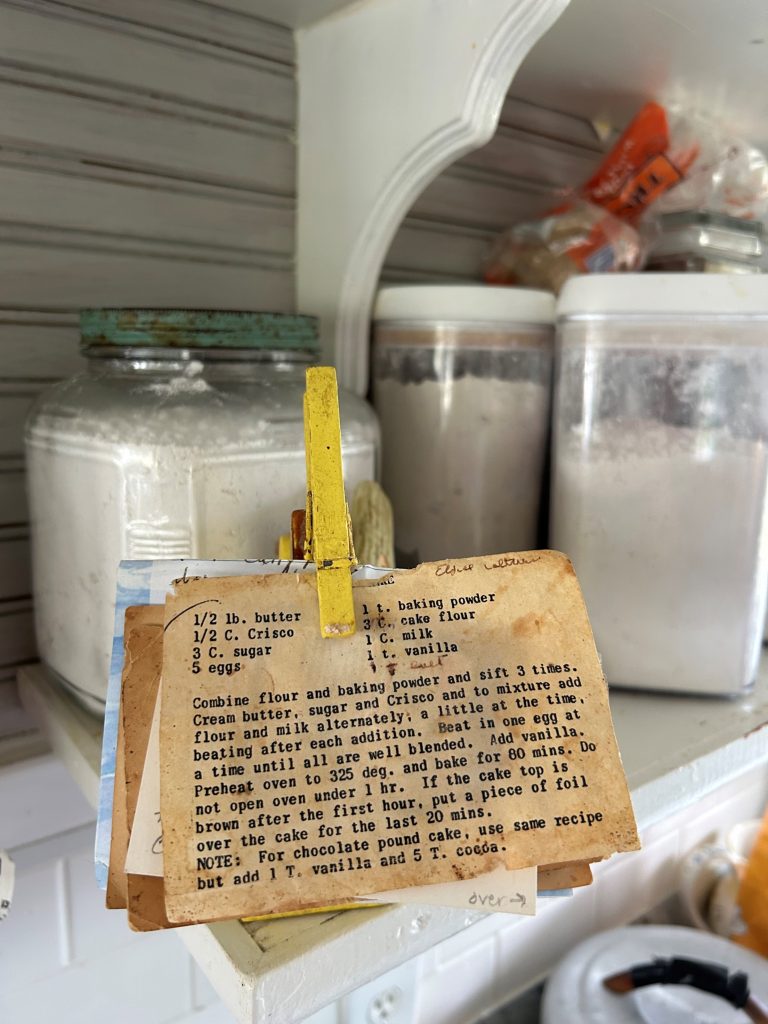 1/2 lb. butter
1/2 C. Crisco
3 C. sugar
5 eggs
1 t. baking powder
3 C. cake flour
1 C. milk
1 t. vanilla
Combine flour and baking powder and sift 3 times.
Cream butter, sugar and Crisco and to mixture add
flour and milk alternately, a little at the time,
beating after each addition. Beat in one egg at
a time until all are well blended. Add vanilla.
Preheat oven to 325 deg. and bake for 80 mins. Do
not open oven under 1 hr. If the cake top is
brown after the first hour, put a piece of foil
over the cake for the last 20 mins.
NOTE: For chocolate pound cake, use same recipe
but add 1 T. vanilla and 5 T. cocoa.
over→